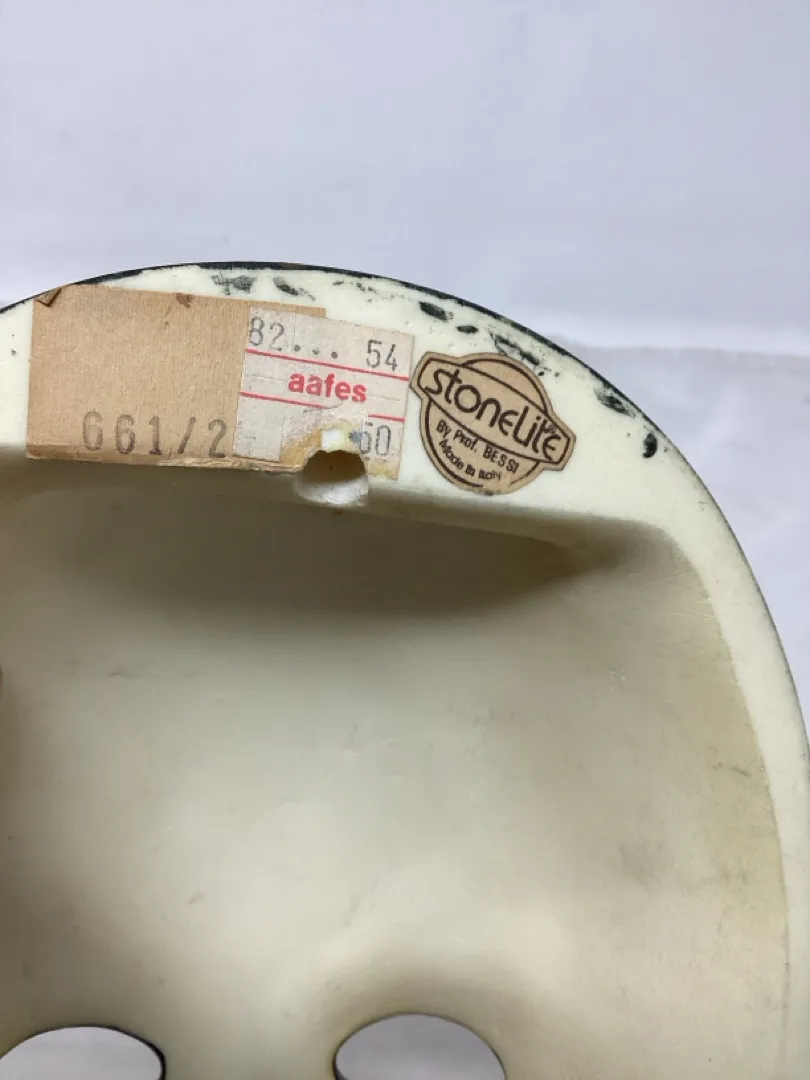 661/2
82... 54
aafes
50
STONELITE
By Prof. BESSI
Made in Italy